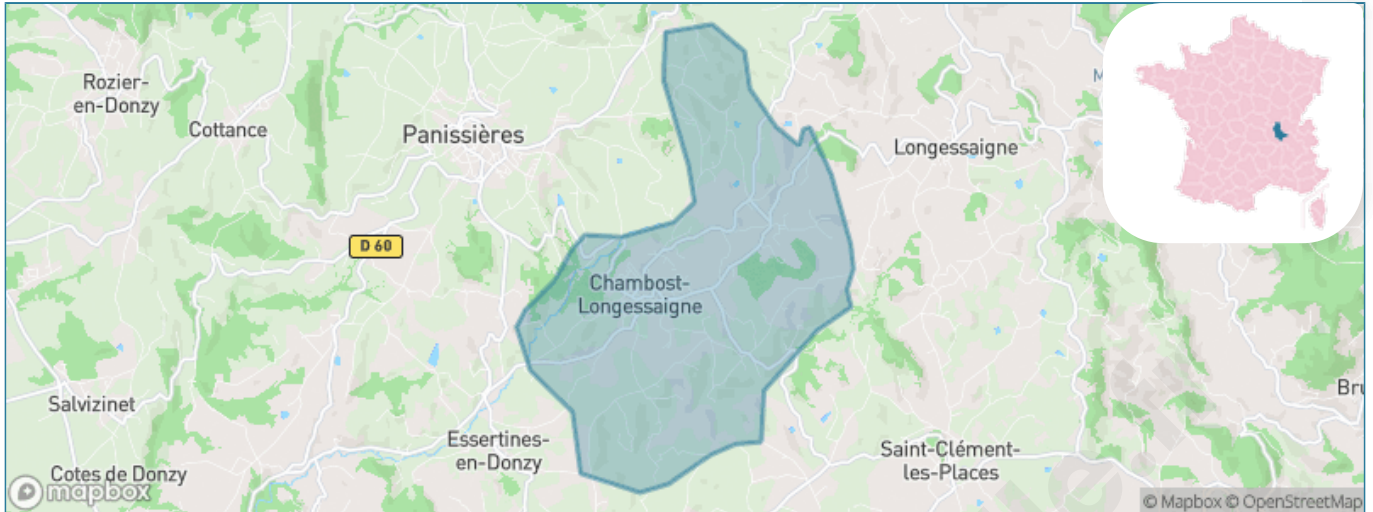 Rozier-
en-Donzy
Cottance
Panissières
Longessaigne
M
D 60
Chambost-
Longessaigne
Salvizinet
Bru
Essertines-
en-Donzy
Saint-Clément-
les-Places
Cotes de Donzy
mapbox
© Mapbox © OpenStreetMap